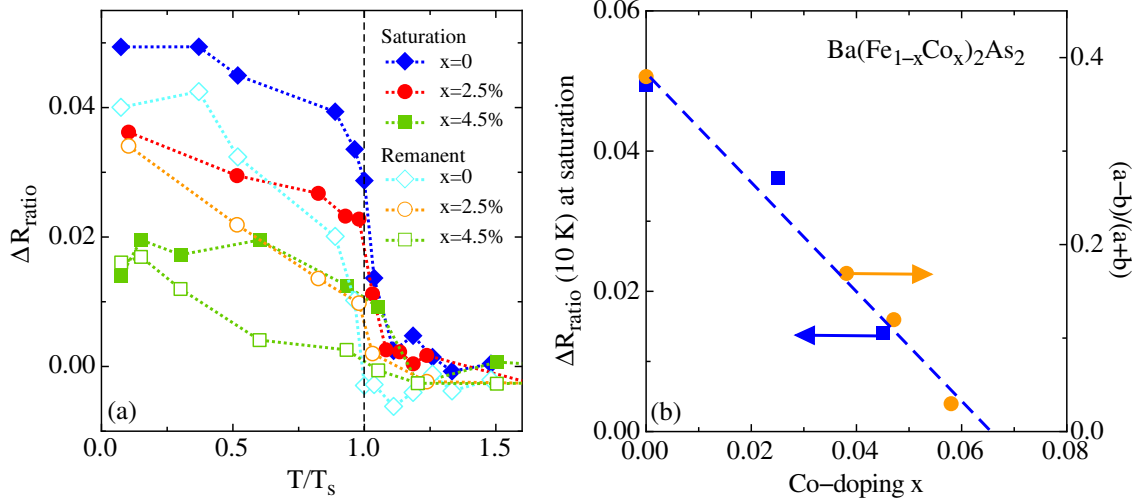 0.04
0.02
0.00
ΔR_ratio
0.0
0.5
1.0
1.5
T/T_s
(a)
Saturation
x=0
x=2.5%
x=4.5%
Remanent
x=0
x=2.5%
x=4.5%
0.06
0.04
0.02
0.00
ΔR_ratio (10 K) at saturation
0.00
0.02
0.04
0.06
0.08
Co−doping x
(b)
Ba(Fe_{1−x}Co_x)_2As_2
0.4
0.2
0.0
(a−b)/(a+b)